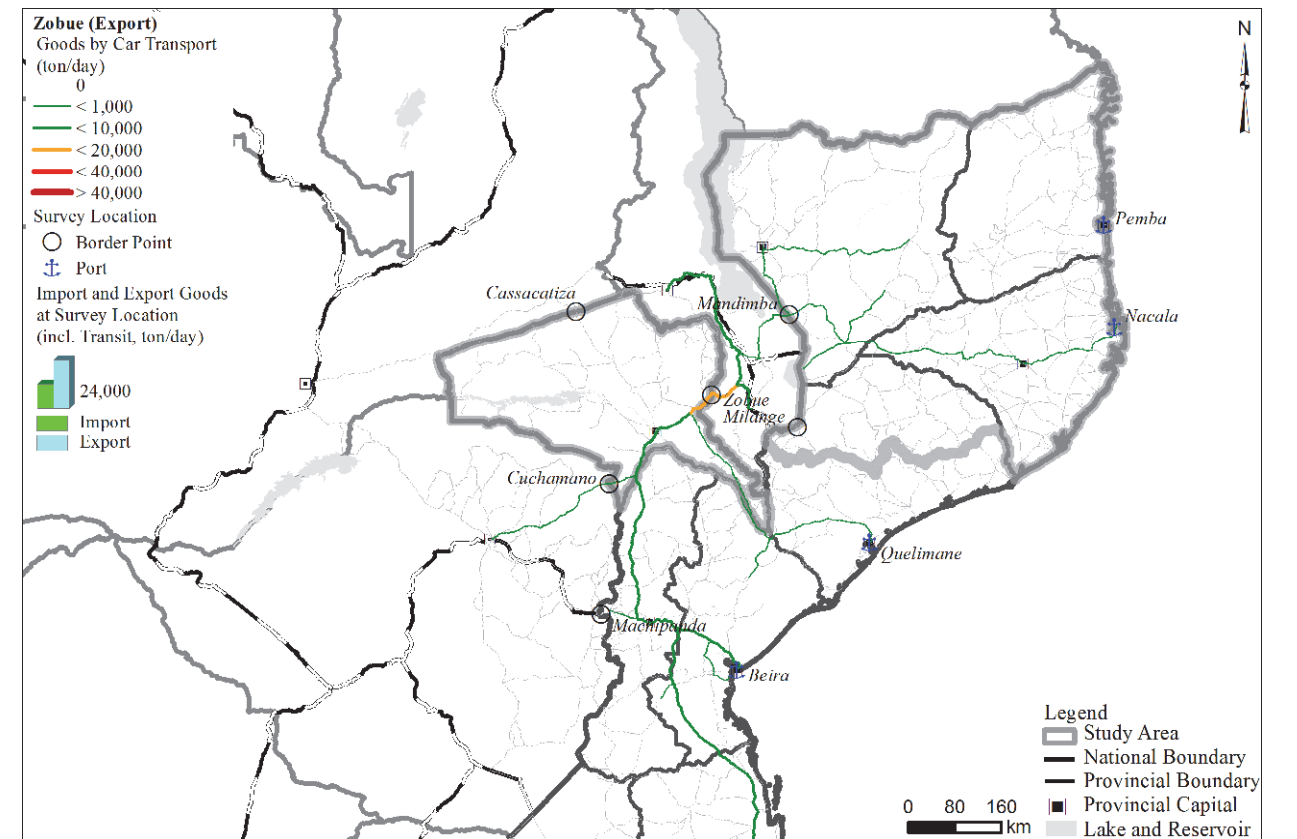 Zobue (Export)
Goods by Car Transport
(ton/day)
0
< 1,000
< 10,000
< 20,000
< 40,000
> 40,000
Survey Location
Border Point
Port
Import and Export Goods
at Survey Location
(incl. Transit, ton/day)
24,000
Import
Export
N
Pemba
Cassacatiza
Mandimba
Nacala
Zobue
Milange
Cuchamano
Quelimane
Machipanda
Beira
Legend
Study Area
National Boundary
Provincial Boundary
Provincial Capital
Lake and Reservoir
0 80 160
km